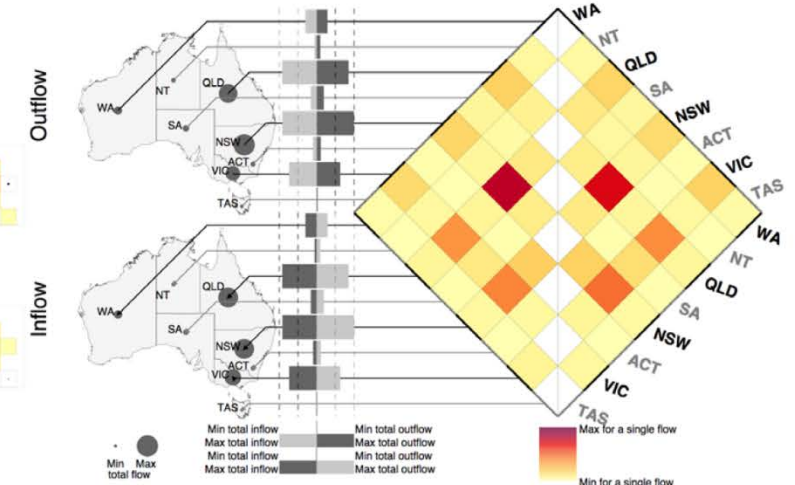 Outflow
WA
NT
QLD
SA
NSW
ACT
VIC
TAS
Inflow
WA
NT
QLD
SA
NSW
ACT
VIC
TAS
WA
NT
QLD
SA
NSW
ACT
VIC
TAS
WA
NT
QLD
SA
NSW
ACT
VIC
TAS
Min Max
total flow
Min total inflow Min total outflow
Max total inflow Max total outflow
Max total inflow Min total outflow
Max total inflow Max total outflow
Max for a single flow
Min for a single flow